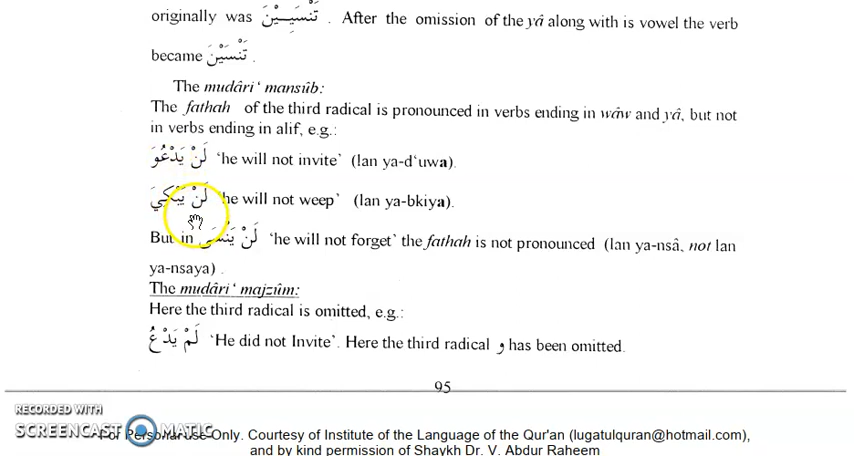 originally was تَنْسَيِيْنَ . After the omission of the yâ along with is vowel the verb
became تَنْسَيْنَ .
The mudâri‘ mansûb:
The fathah of the third radical is pronounced in verbs ending in wâw and yâ, but not
in verbs ending in alif, e.g.:
لَنْ يَدْعُوَ ‘he will not invite‘ (lan ya-d‘uwa).
لَنْ يَبْكِيَ he will not weep‘ (lan ya-bkiya).
But in لَنْ يَنْسَى ‘he will not forget‘ the fathah is not pronounced (lan ya-nsâ, not lan
ya-nsaya) .
The mudâri‘ majzûm:
Here the third radical is omitted, e.g.:
لَمْ يَدْعُ ‘He did not Invite‘. Here the third radical و has been omitted.
95
RECORDED WITH
SCREENCAST MATIC
For Personal use Only. Courtesy of Institute of the Language of the Qur'an (lugatulquran@hotmail.com),
and by kind permission of Shaykh Dr. V. Abdur Raheem